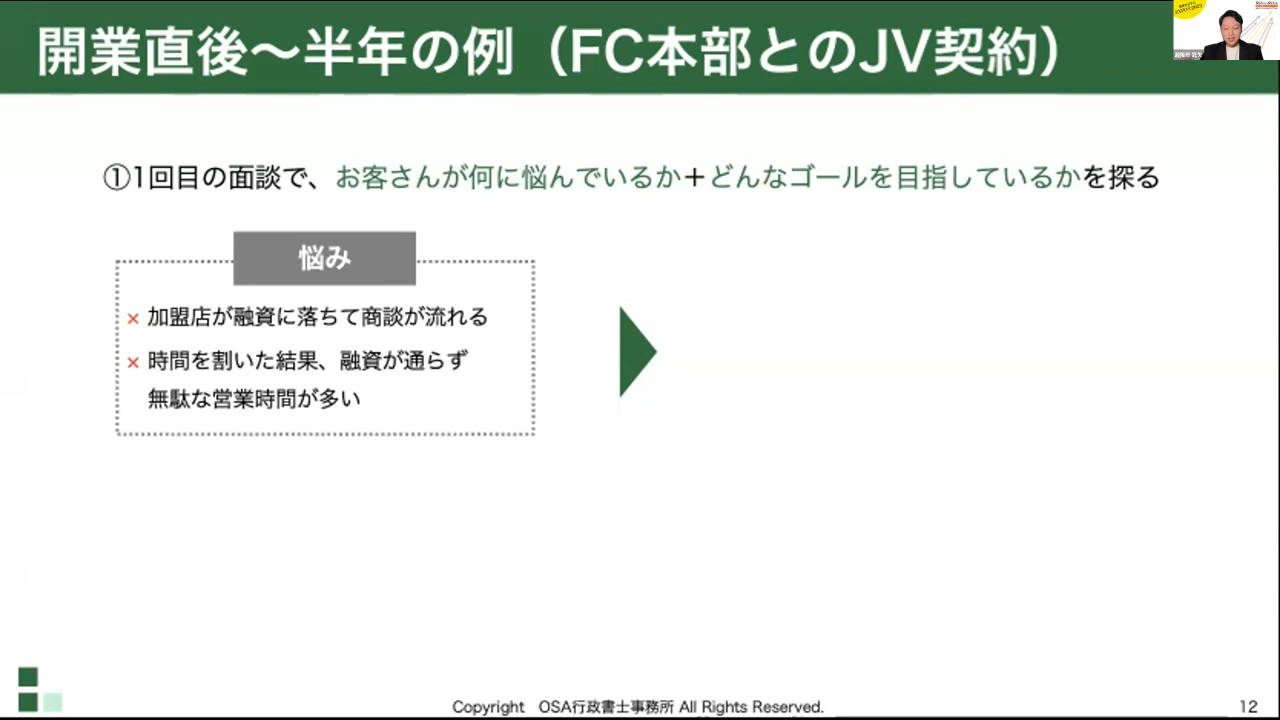 開業直後〜半年の例（FC本部とのJV契約）
①1回目の面談で、お客さんが何に悩んでいるか＋どんなゴールを目指しているかを探る
悩み
× 加盟店が融資に落ちて商談が流れる
× 時間を割いた結果、融資が通らず
無駄な営業時間が多い
Copyright OSA行政書士事務所 All Rights Reserved.
12